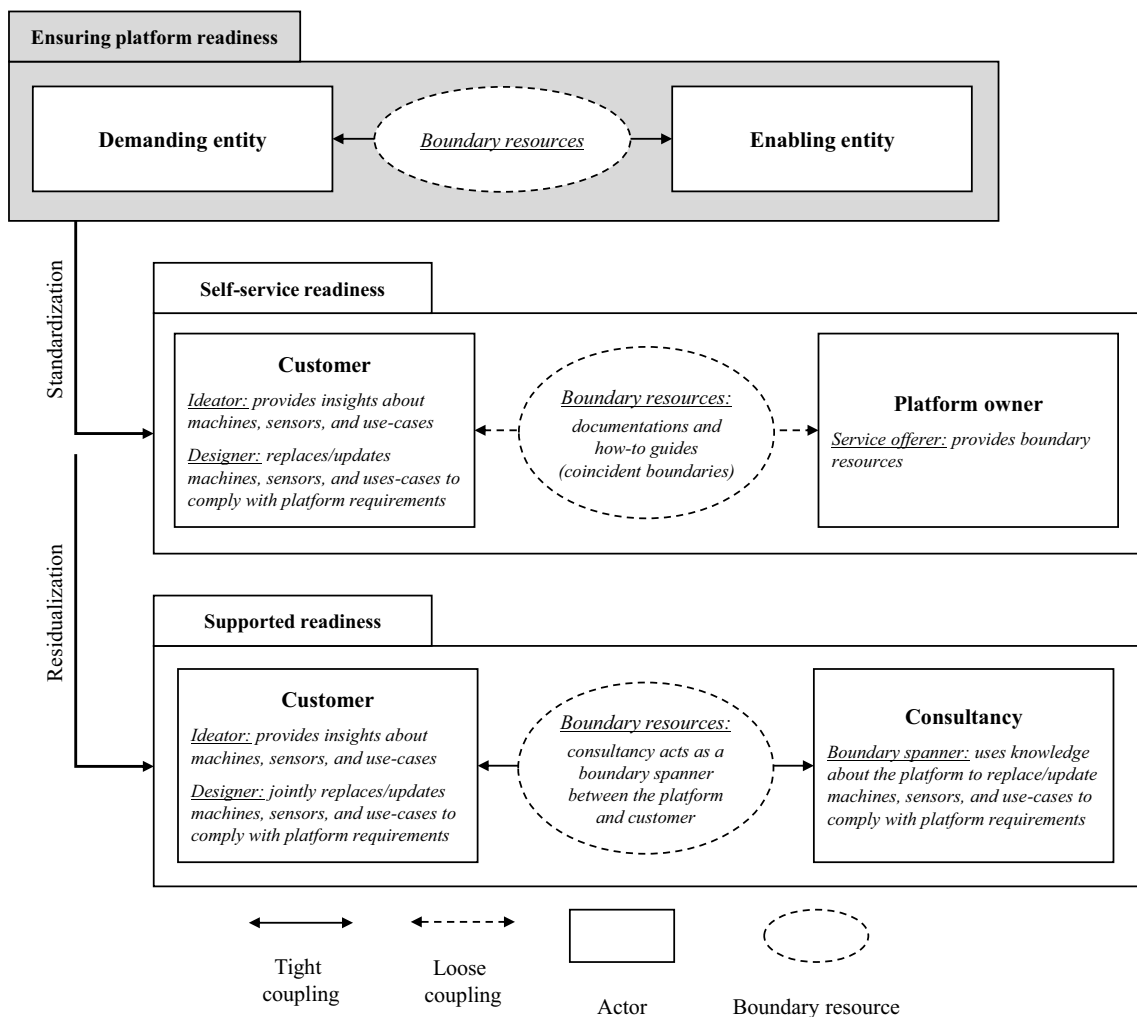 Ensuring platform readiness
Demanding entity
Boundary resources
Enabling entity
Standardization
Self-service readiness
Customer
Ideator: provides insights about
machines, sensors, and use-cases
Designer: replaces/updates
machines, sensors, and uses-cases to
comply with platform requirements
Boundary resources:
documentations and
how-to guides
(coincident boundaries)
Platform owner
Service offerer: provides boundary
resources
Residualization
Supported readiness
Customer
Ideator: provides insights about
machines, sensors, and use-cases
Designer: jointly replaces/updates
machines, sensors, and use-cases to
comply with platform requirements
Boundary resources:
consultancy acts as a
boundary spanner
between the platform
and customer
Consultancy
Boundary spanner: uses knowledge
about the platform to replace/update
machines, sensors, and use-cases to
comply with platform requirements
Tight
coupling
Loose
coupling
Actor
Boundary resource